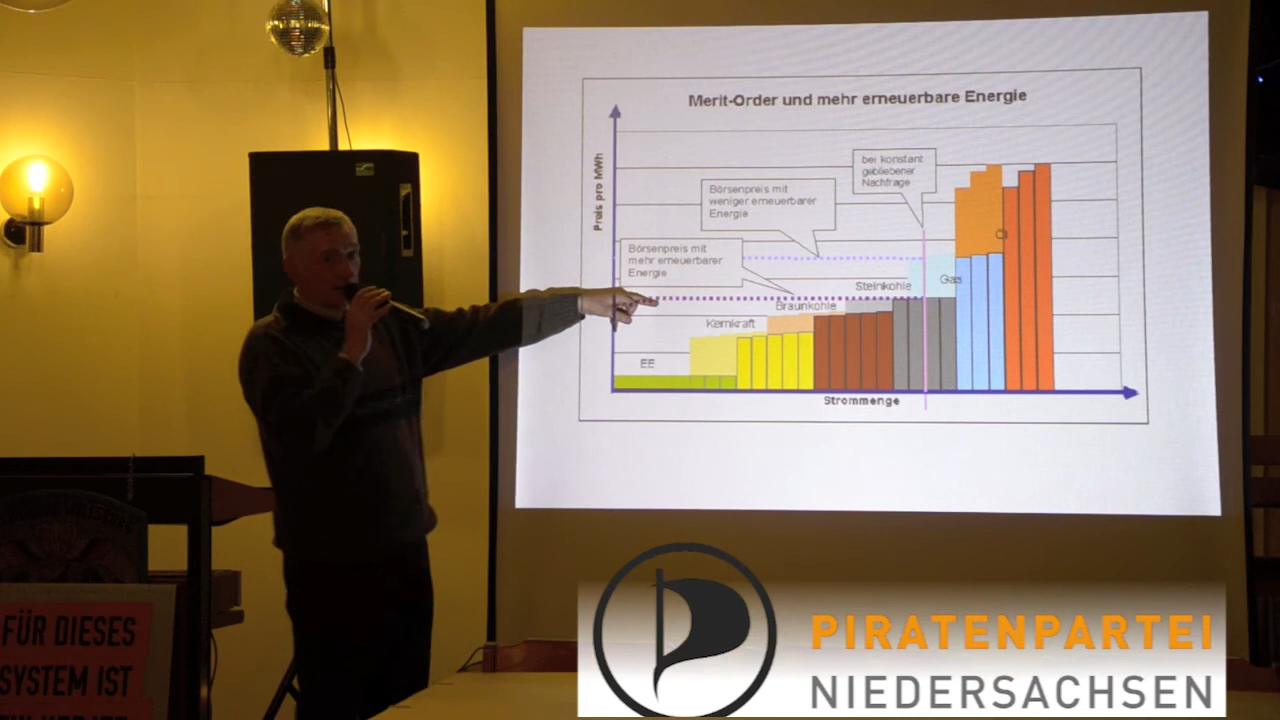 Merit-Order und mehr erneuerbare Energie
Preis pro MWh
bei konstant
gebliebener
Nachfrage
Börsenpreis mit
weniger erneuerbarer
Energie
Börsenpreis mit
mehr erneuerbarer
Energie
Öl
Gas
Steinkohle
Braunkohle
Kernkraft
EE
Strommenge
FÜR DIESES
SYSTEM IST
PIRATENPARTEI
NIEDERSACHSEN